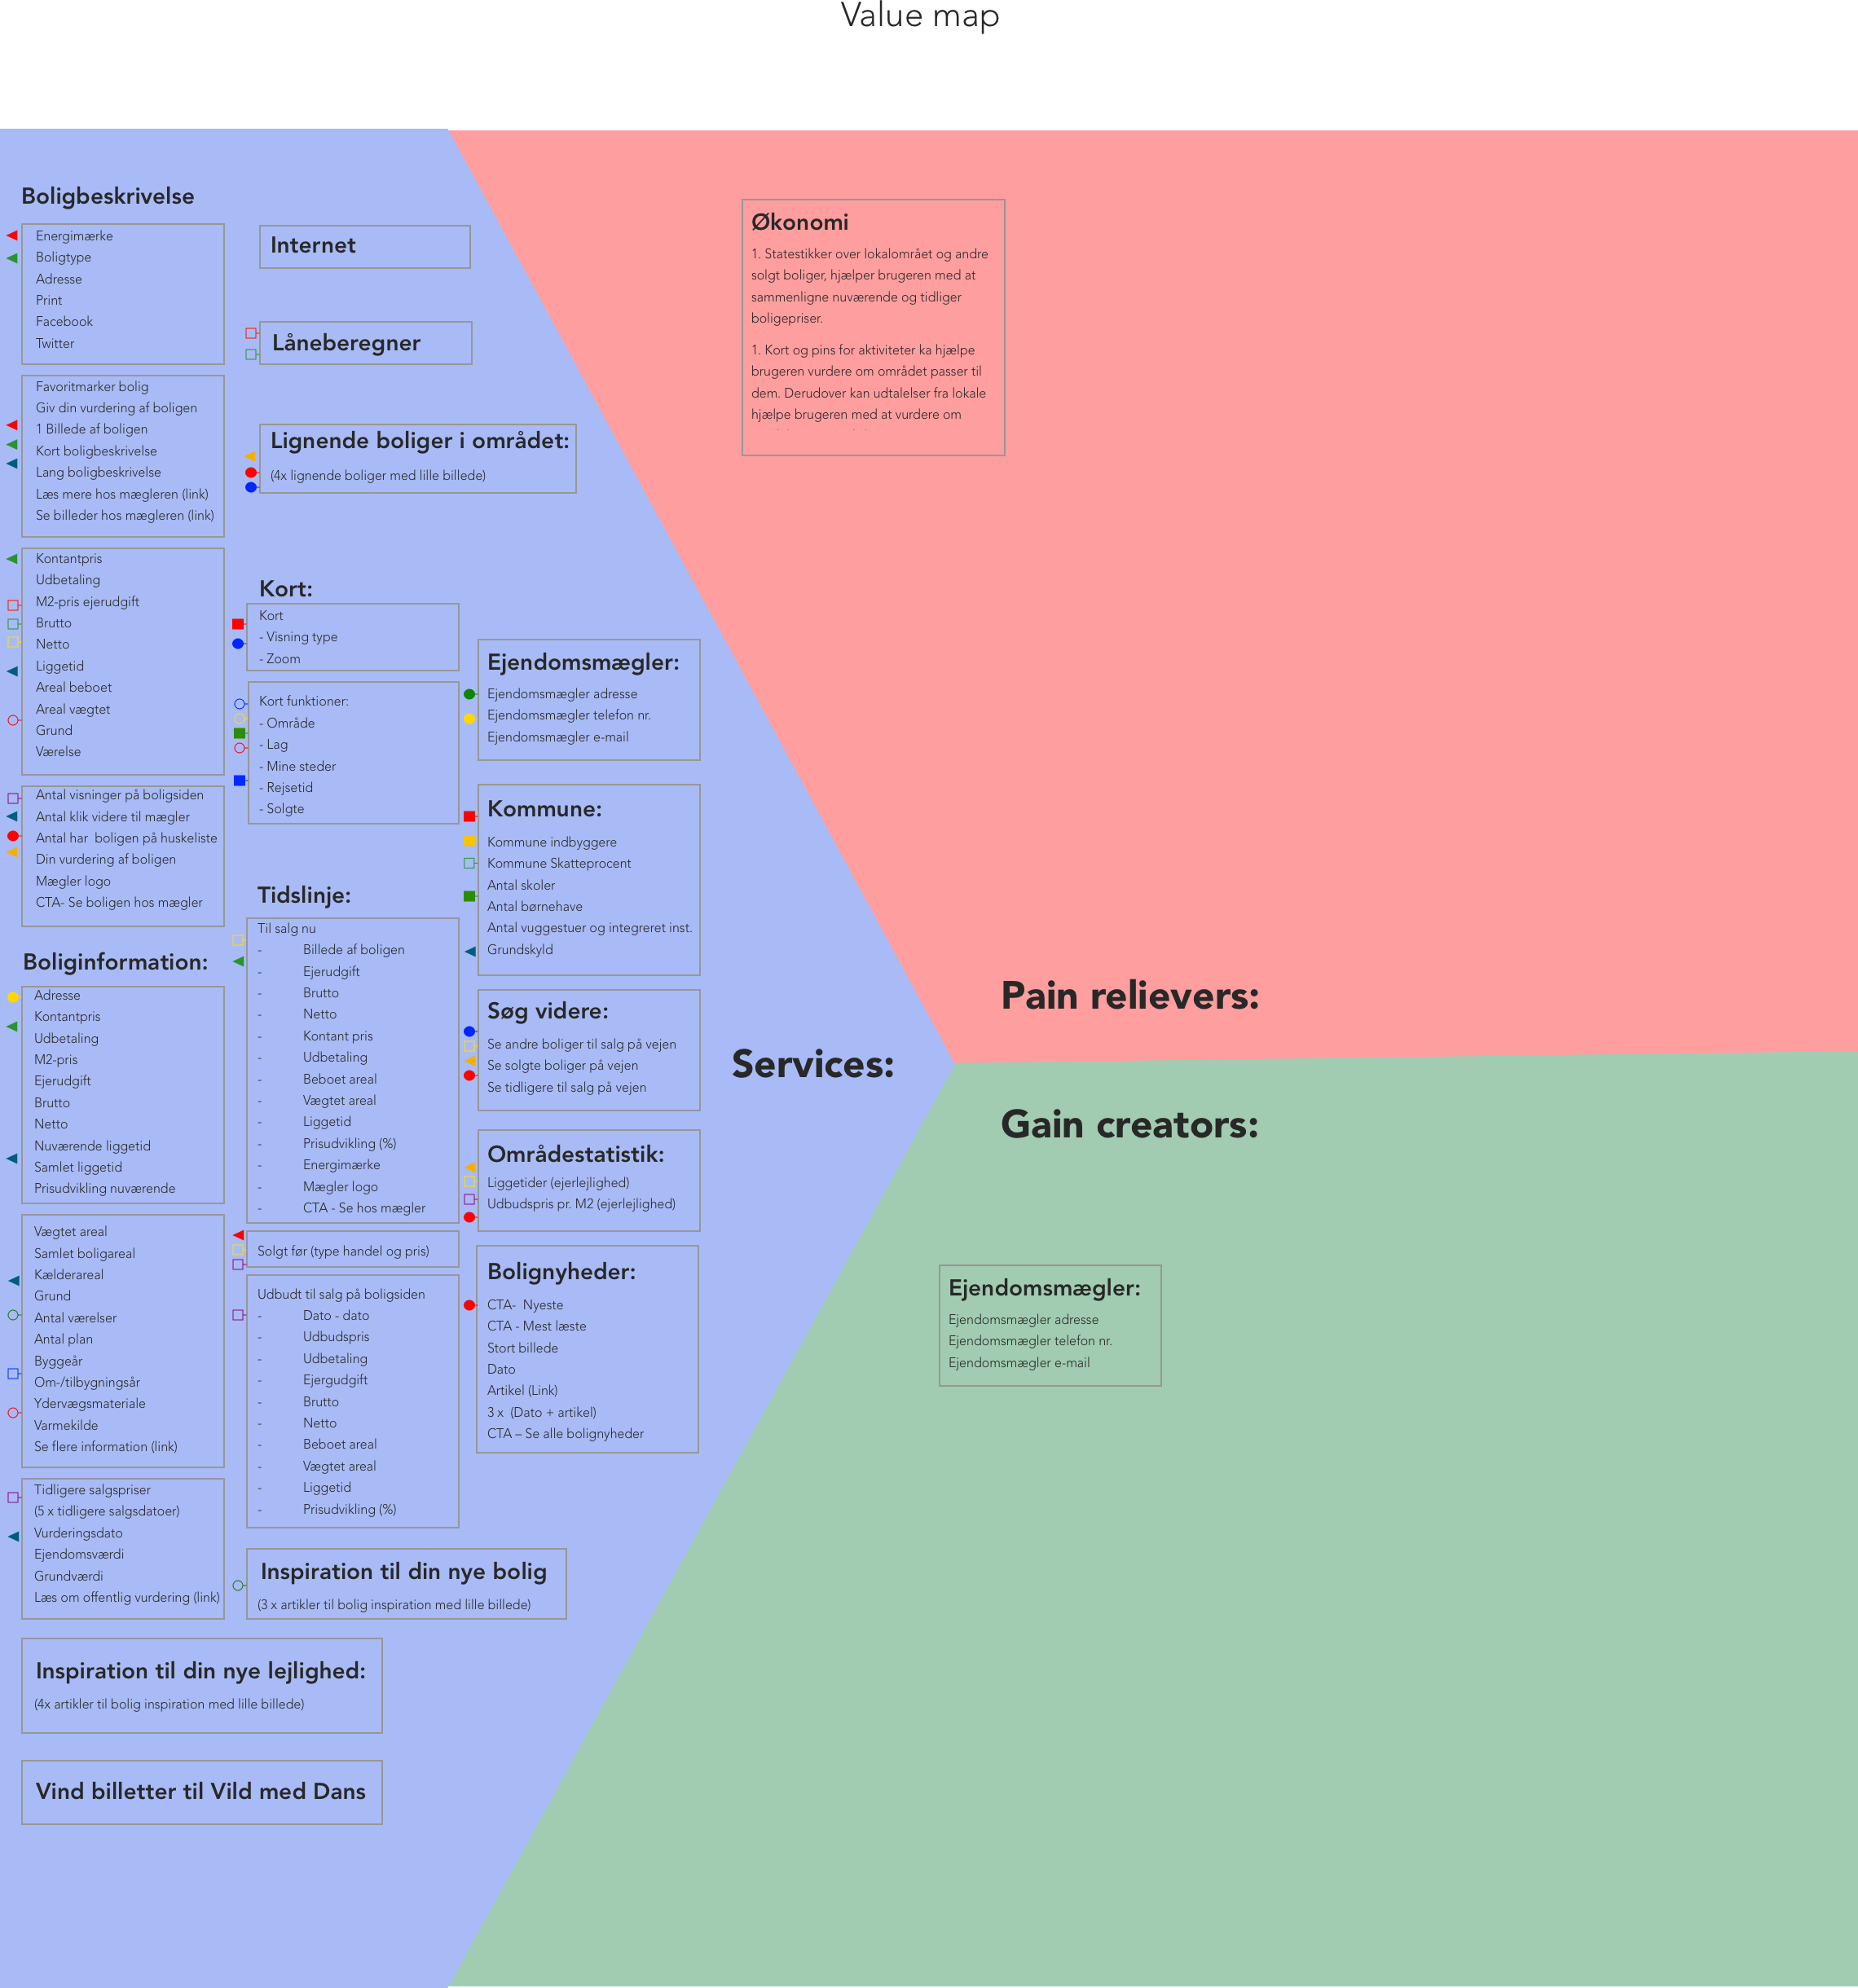 Value map
Boligbeskrivelse
Energimærke
Boligtype
Adresse
Print
Facebook
Twitter
Favoritmarker bolig
Giv din vurdering af boligen
1 Billede af boligen
Kort boligbeskrivelse
Lang boligbeskrivelse
Læs mere hos mægleren (link)
Se billeder hos mægleren (link)
Kontantpris
Udbetaling
M2-pris ejerudgift
Brutto
Netto
Liggetid
Areal beboet
Areal vægtet
Grund
Værelse
Antal visninger på boligsiden
Antal klik videre til mægler
Antal har  boligen på huskeliste
Din vurdering af boligen
Mægler logo
CTA- Se boligen hos mægler
Boliginformation:
Adresse
Kontantpris
Udbetaling
M2-pris
Ejerudgift
Brutto
Netto
Nuværende liggetid
Samlet liggetid
Prisudvikling nuværende
Vægtet areal
Samlet boligareal
Kælderareal
Grund
Antal værelser
Antal plan
Byggeår
Om-/tilbygningsår
Ydervægsmateriale
Varmekilde
Se flere information (link)
Tidligere salgspriser
(5 x tidligere salgsdatoer)
Vurderingsdato
Ejendomsværdi
Grundværdi
Læs om offentlig vurdering (link)
Inspiration til din nye lejlighed:
(4x artikler til bolig inspiration med lille billede)
Vind billetter til Vild med Dans
Internet
Låneberegner
Lignende boliger i området:
(4x lignende boliger med lille billede)
Kort:
Kort
- Visning type
- Zoom
Kort funktioner:
- Område
- Lag
- Mine steder
- Rejsetid
- Solgte
Tidslinje:
Til salg nu
- Billede af boligen
- Ejerudgift
- Brutto
- Netto
- Kontant pris
- Udbetaling
- Beboet areal
- Vægtet areal
- Liggetid
- Prisudvikling (%)
- Energimærke
- Mægler logo
- CTA - Se hos mægler
Solgt før (type handel og pris)
Udbudt til salg på boligsiden
- Dato - dato
- Udbudspris
- Udbetaling
- Ejergudgift
- Brutto
- Netto
- Beboet areal
- Vægtet areal
- Liggetid
- Prisudvikling (%)
Inspiration til din nye bolig
(3 x artikler til bolig inspiration med lille billede)
Ejendomsmægler:
Ejendomsmægler adresse
Ejendomsmægler telefon nr.
Ejendomsmægler e-mail
Kommune:
Kommune indbyggere
Kommune Skatteprocent
Antal skoler
Antal børnehave
Antal vuggestuer og integreret inst.
Grundskyld
Søg videre:
Se andre boliger til salg på vejen
Se solgte boliger på vejen
Se tidligere til salg på vejen
Områdestatistik:
Liggetider (ejerlejlighed)
Udbudspris pr. M2 (ejerlejlighed)
Bolignyheder:
CTA-  Nyeste
CTA - Mest læste
Stort billede
Dato
Artikel (Link)
3 x  (Dato + artikel)
CTA – Se alle bolignyheder
Services:
Økonomi
1. Statestikker over lokalområet og andre
solgt boliger, hjælper brugeren med at
sammenligne nuværende og tidliger
boligepriser.
1. Kort og pins for aktiviteter ka hjælpe
brugeren vurdere om området passer til
dem. Derudover kan udtalelser fra lokale
hjælpe brugeren med at vurdere om
Pain relievers:
Gain creators:
Ejendomsmægler:
Ejendomsmægler adresse
Ejendomsmægler telefon nr.
Ejendomsmægler e-mail